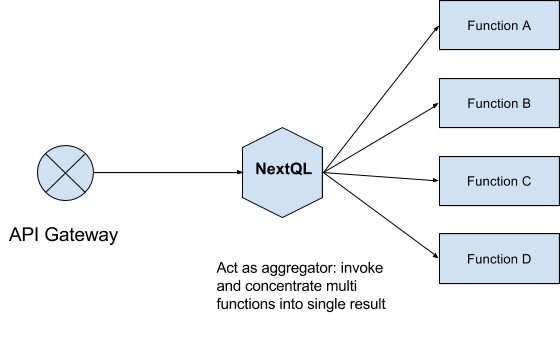 Function A
Function B
NextQL
Function C
API Gateway
Function D
Act as aggregator: invoke
and concentrate multi
functions into single result